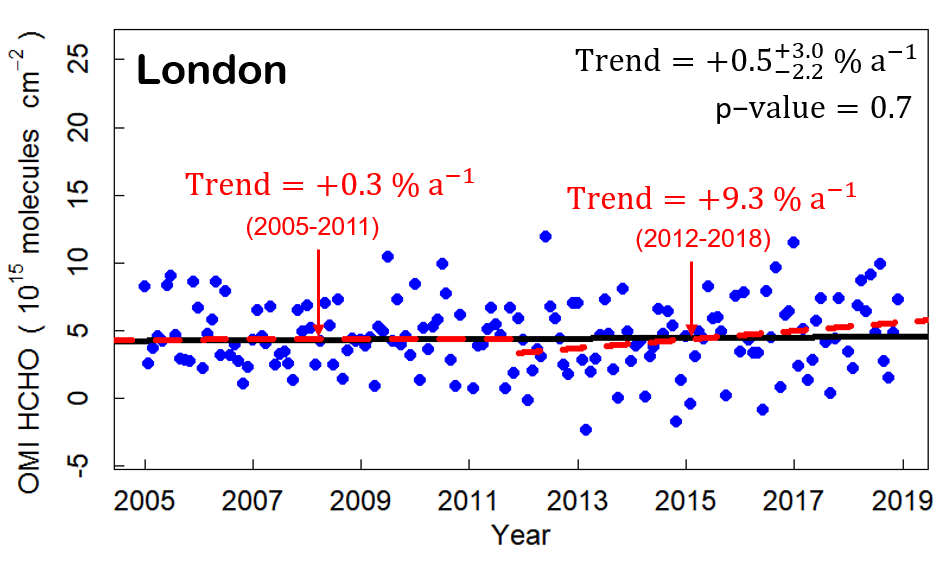 London
Trend = +0.5 +3.0 −2.2 % a−1
p−value = 0.7
Trend = +0.3 % a−1
(2005-2011)
Trend = +9.3 % a−1
(2012-2018)
OMI HCHO ( 10 15 molecules cm−2 )
25
20
15
10
5
0
-5
2005 2007 2009 2011 2013 2015 2017 2019
Year